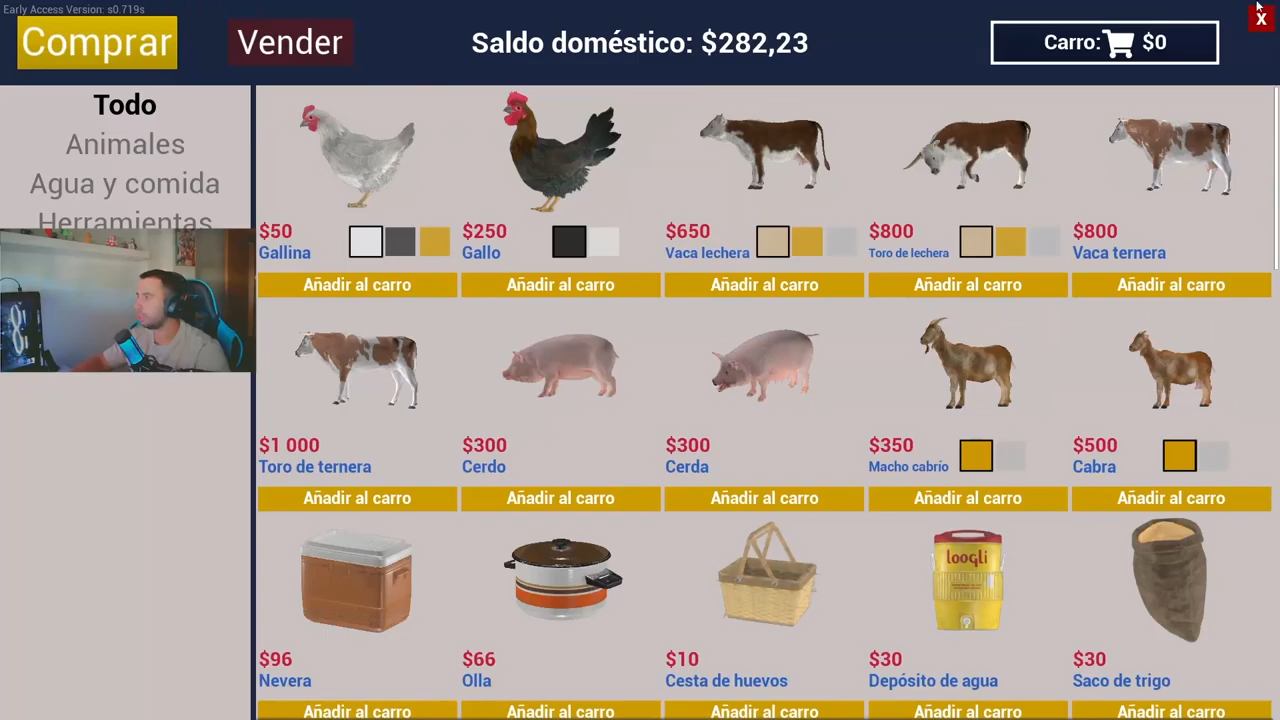 Early Access Version: s0.719s
Comprar
Vender
Saldo doméstico: $282,23
Carro: $0
X
Todo
Animales
Agua y comida
Herramientas
$50
Gallina
Añadir al carro
$250
Gallo
Añadir al carro
$650
Vaca lechera
Añadir al carro
$800
Toro de lechera
Añadir al carro
$800
Vaca ternera
Añadir al carro
$1 000
Toro de ternera
Añadir al carro
$300
Cerdo
Añadir al carro
$300
Cerda
Añadir al carro
$350
Macho cabrío
Añadir al carro
$500
Cabra
Añadir al carro
$96
Nevera
Añadir al carro
$66
Olla
Añadir al carro
$10
Cesta de huevos
Añadir al carro
loogli
$30
Depósito de agua
Añadir al carro
$30
Saco de trigo
Añadir al carro